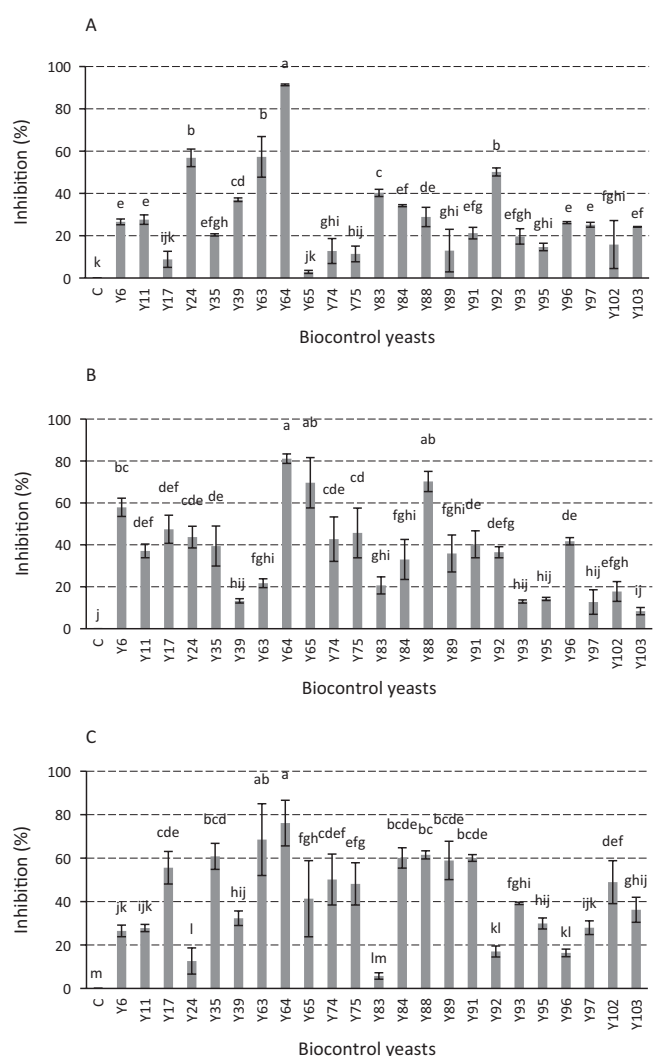 A
100
80
60
40
20
0
Inhibition (%)
k e e ijk b efgh cd b a jk ghi hij c ef de ghi efg b efgh ghi e e fghi ef
C Y6 Y11 Y17 Y24 Y35 Y39 Y63 Y64 Y65 Y74 Y75 Y83 Y84 Y88 Y89 Y91 Y92 Y93 Y95 Y96 Y97 Y102 Y103
Biocontrol yeasts
B
100
80
60
40
20
0
Inhibition (%)
j bc def def cde de hij fghi a ab cde cd ghi fghi ab fghi de defg hij hij de hij efgh ij
C Y6 Y11 Y17 Y24 Y35 Y39 Y63 Y64 Y65 Y74 Y75 Y83 Y84 Y88 Y89 Y91 Y92 Y93 Y95 Y96 Y97 Y102 Y103
Biocontrol yeasts
C
100
80
60
40
20
0
Inhibition (%)
m jk ijk cde l bcd hij ab a fgh cdef efg lm bcde bc bcde bcde kl fghi hij kl ijk def ghij
C Y6 Y11 Y17 Y24 Y35 Y39 Y63 Y64 Y65 Y74 Y75 Y83 Y84 Y88 Y89 Y91 Y92 Y93 Y95 Y96 Y97 Y102 Y103
Biocontrol yeasts